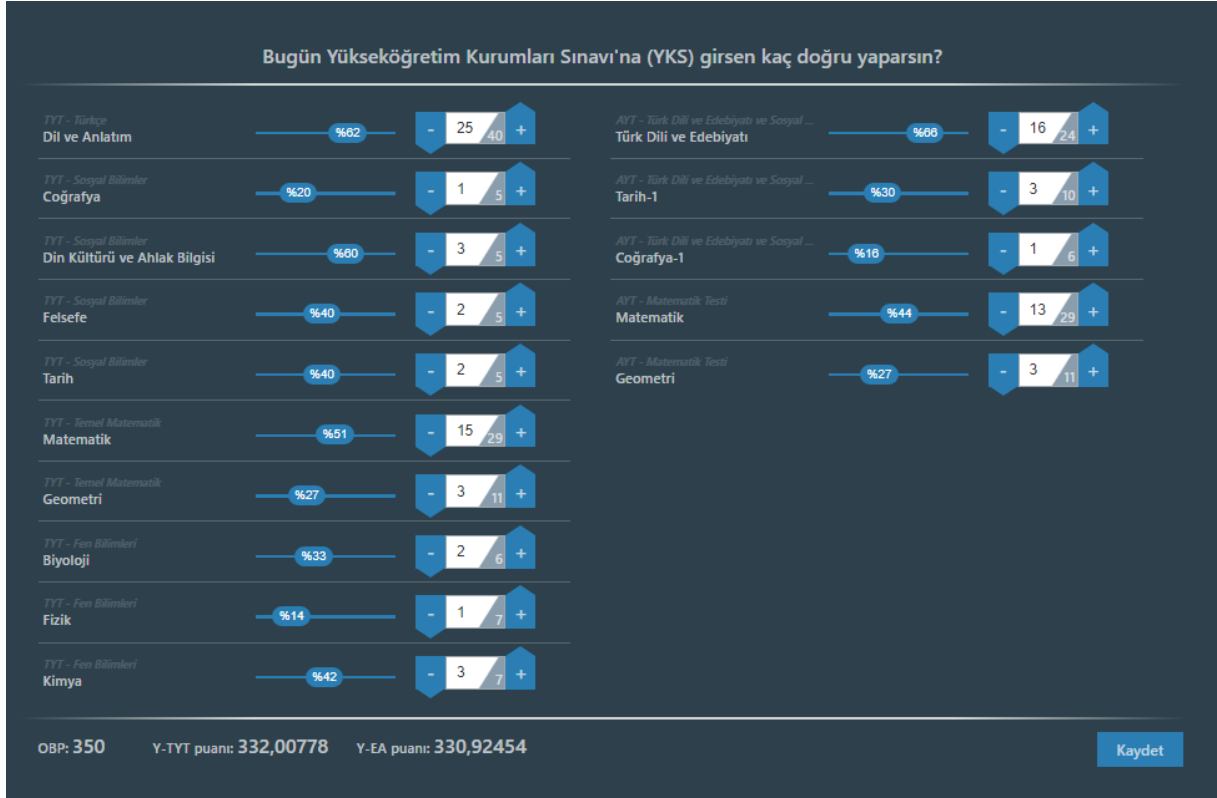 Bugün Yükseköğretim Kurumları Sınavı'na (YKS) girsen kaç doğru yaparsın?
TYT - Türkçe
Dil ve Anlatım
%62
- 25 40 +
TYT - Sosyal Bilimler
Coğrafya
%20
- 1 5 +
TYT - Sosyal Bilimler
Din Kültürü ve Ahlak Bilgisi
%60
- 3 5 +
TYT - Sosyal Bilimler
Felsefe
%40
- 2 5 +
TYT - Sosyal Bilimler
Tarih
%40
- 2 5 +
TYT - Temel Matematik
Matematik
%51
- 15 29 +
TYT - Temel Matematik
Geometri
%27
- 3 11 +
TYT - Fen Bilimleri
Biyoloji
%33
- 2 6 +
TYT - Fen Bilimleri
Fizik
%14
- 1 7 +
TYT - Fen Bilimleri
Kimya
%42
- 3 7 +
AYT - Türk Dili ve Edebiyatı ve Sosyal ...
Türk Dili ve Edebiyatı
%66
- 16 24 +
AYT - Türk Dili ve Edebiyatı ve Sosyal ...
Tarih-1
%30
- 3 10 +
AYT - Türk Dili ve Edebiyatı ve Sosyal ...
Coğrafya-1
%16
- 1 6 +
AYT - Matematik Testi
Matematik
%44
- 13 29 +
AYT - Matematik Testi
Geometri
%27
- 3 11 +
OBP: 350 Y-TYT puanı: 332,00778 Y-EA puanı: 330,92454
Kaydet